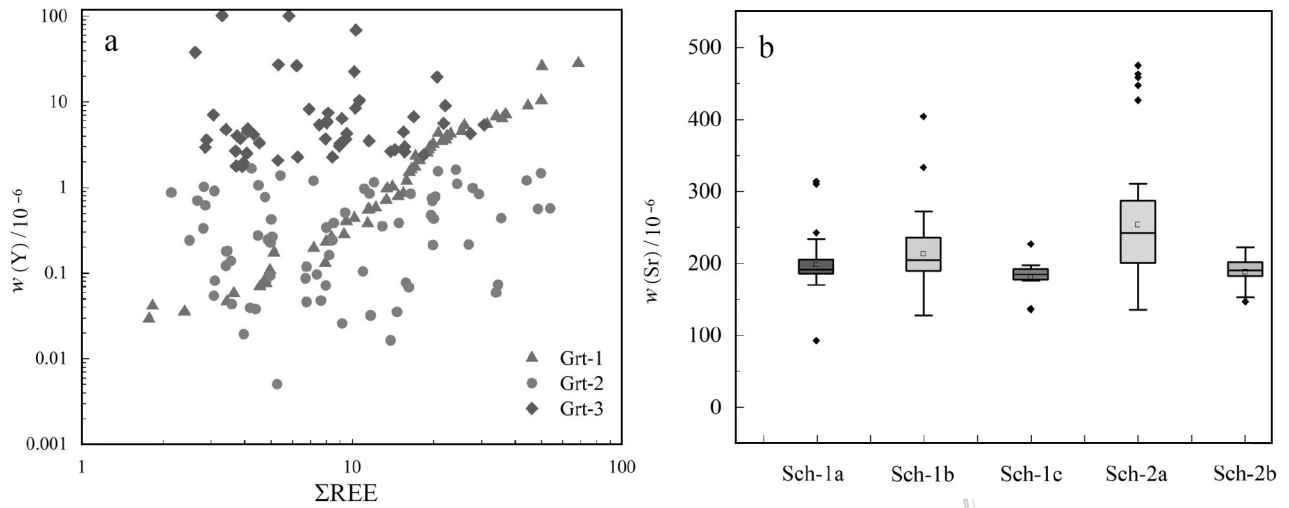 a
100
10
1
0.1
0.01
0.001
w (Y) / 10⁻⁶
1
10
100
ΣREE
Grt-1
Grt-2
Grt-3
b
500
400
300
200
100
0
w (Sr) / 10⁻⁶
Sch-1a
Sch-1b
Sch-1c
Sch-2a
Sch-2b